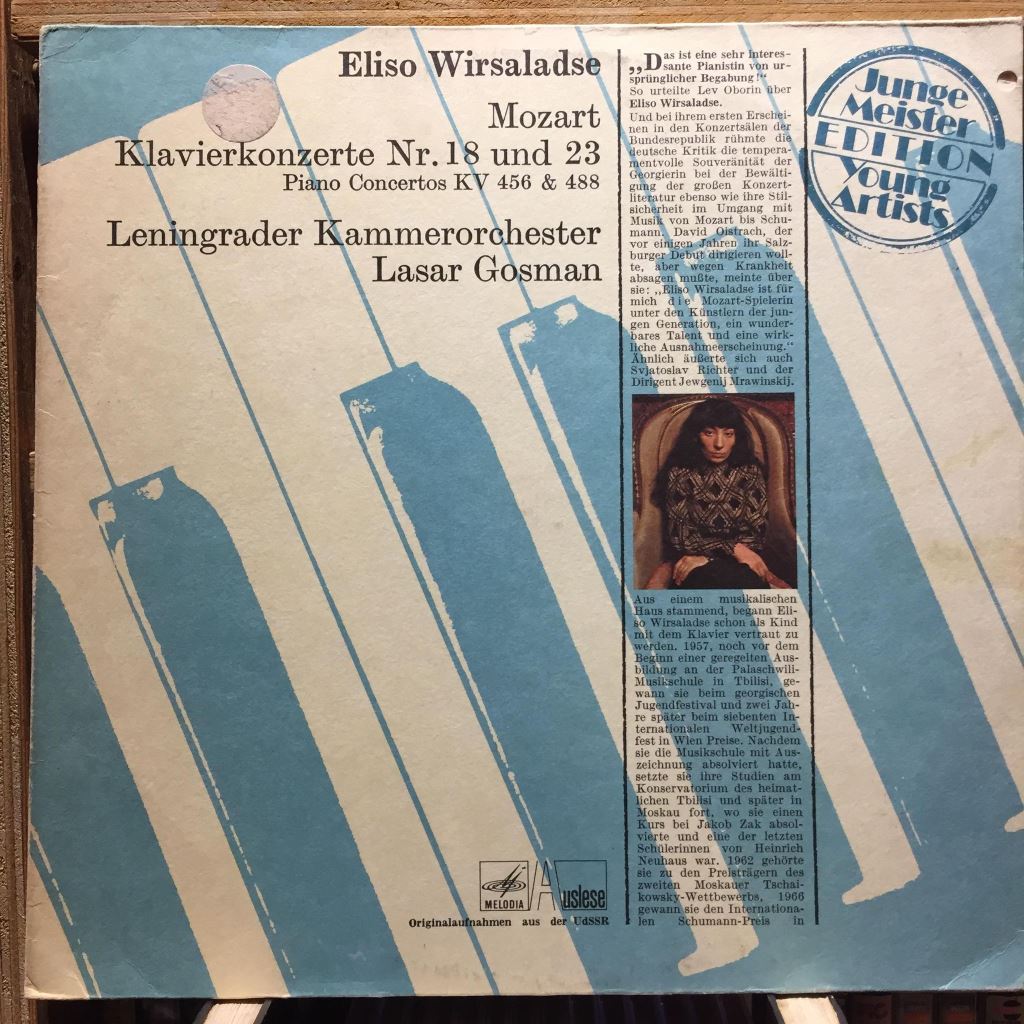 Eliso Wirsaladse
Mozart
Klavierkonzerte Nr. 18 und 23
Piano Concertos KV 456 & 488
Leningrader Kammerorchester
Lasar Gosman
„Das ist eine sehr interes-
sante Pianistin von ur-
sprünglicher Begabung!“
So urteilte Lev Oborin über
Eliso Wirsaladse.
Und bei ihrem ersten Erschei-
nen in den Konzertsälen der
Bundesrepublik rühmte die
deutsche Kritik die tempera-
mentvolle Souveränität der
Georgierin bei der Bewälti-
gung der großen Konzert-
literatur ebenso wie ihre Stil-
sicherheit im Umgang mit
Musik von Mozart bis Schu-
mann. David Oistrach, der
vor einigen Jahren ihr Salz-
burger Debut dirigieren woll-
te, aber wegen Krankheit
absagen mußte, meinte über
sie: „Eliso Wirsaladse ist für
mich die Mozart-Spielerin
unter den Künstlern der jun-
gen Generation, ein wunder-
bares Talent und eine wirk-
liche Ausnahmeerscheinung.“
Ähnlich äußerte sich auch
Svjatoslav Richter und der
Dirigent Jewgenij Mrawinskij.
Aus einem musikalischen
Haus stammend, begann Eli-
so Wirsaladse schon als Kind
mit dem Klavier vertraut zu
werden. 1957, noch vor dem
Beginn einer geregelten Aus-
bildung an der Palaschwili-
Musikschule in Tbilisi, ge-
wann sie beim georgischen
Jugendfestival und zwei Jah-
re später beim siebenten In-
ternationalen Weltjugend-
fest in Wien Preise. Nachdem
sie die Musikschule mit Aus-
zeichnung absolviert hatte,
setzte sie ihre Studien am
Konservatorium des heimat-
lichen Tbilisi und später in
Moskau fort, wo sie einen
Kurs bei Jakob Zak absol-
vierte und eine der letzten
Schülerinnen von Heinrich
Neuhaus war. 1962 gehörte
sie zu den Preisträgern des
zweiten Moskauer Tschai-
kowsky-Wettbewerbs, 1966
gewann sie den Internationa-
len Schumann-Preis in
Junge
Meister
EDITION
Young
Artists
MELODIA
Auslese
Originalaufnahmen aus der UdSSR